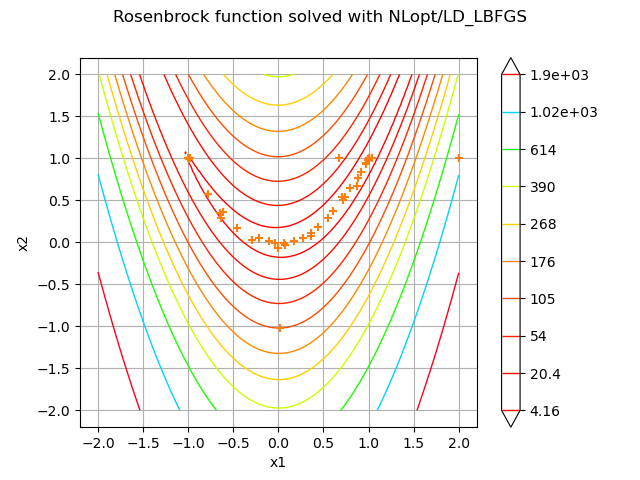 Rosenbrock function solved with NLopt/LD_LBFGS
2.0
1.5
1.0
0.5
0.0
−0.5
−1.0
−1.5
−2.0
x2
−2.0 −1.5 −1.0 −0.5 0.0 0.5 1.0 1.5 2.0
x1
1.9e+03
1.02e+03
614
390
268
176
105
54
20.4
4.16